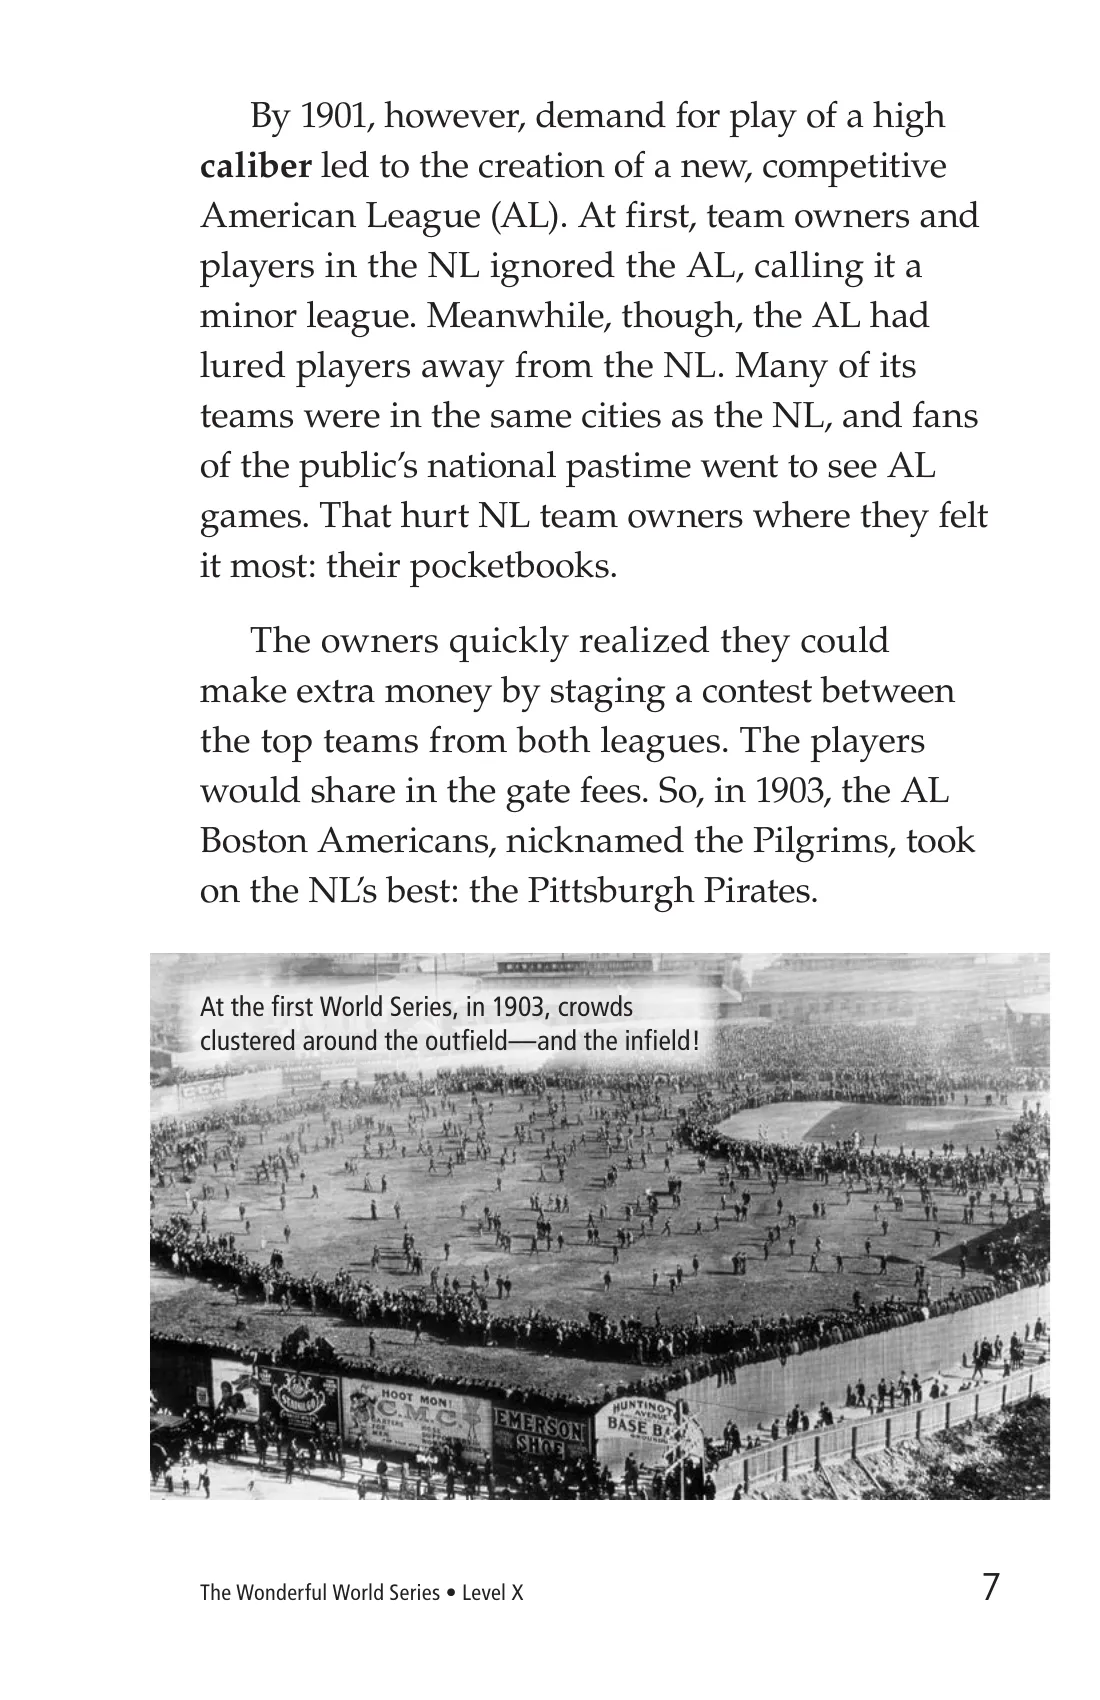 By 1901, however, demand for play of a high
caliber led to the creation of a new, competitive
American League (AL). At first, team owners and
players in the NL ignored the AL, calling it a
minor league. Meanwhile, though, the AL had
lured players away from the NL. Many of its
teams were in the same cities as the NL, and fans
of the public’s national pastime went to see AL
games. That hurt NL team owners where they felt
it most: their pocketbooks.
The owners quickly realized they could
make extra money by staging a contest between
the top teams from both leagues. The players
would share in the gate fees. So, in 1903, the AL
Boston Americans, nicknamed the Pilgrims, took
on the NL’s best: the Pittsburgh Pirates.
At the first World Series, in 1903, crowds
clustered around the outfield—and the infield!
HOOT MON!
C.M.C.
EMERSON
SHOE
HUNTINGT
AVENUE
BASE BA
The Wonderful World Series • Level X
7